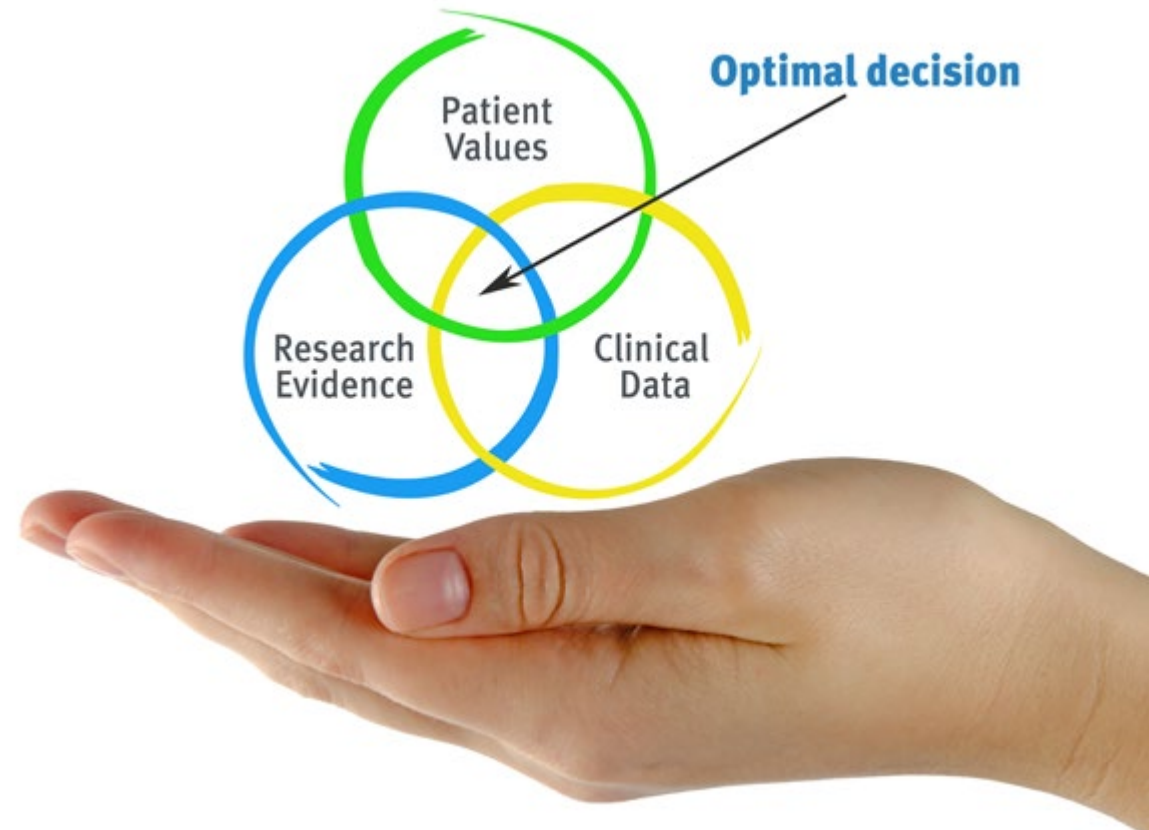 Optimal decision
Patient
Values
Research
Evidence
Clinical
Data